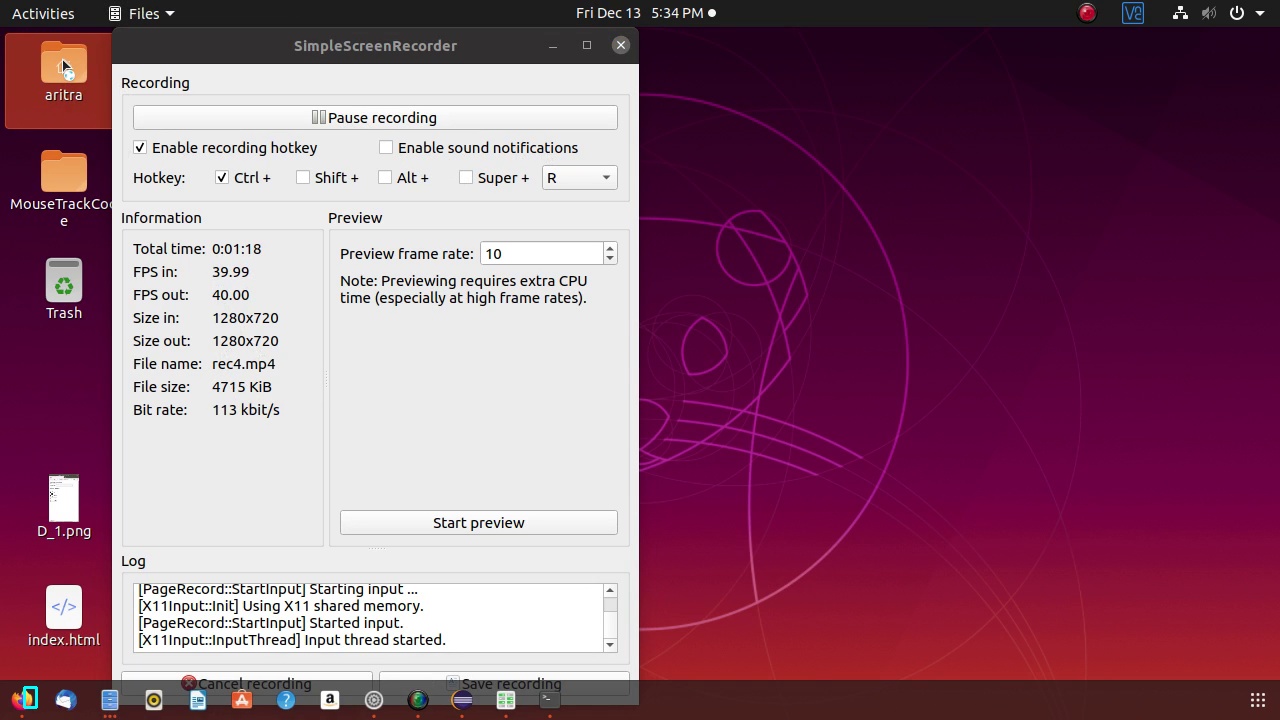 Activities
Files
Fri Dec 13 5:34 PM
aritra
MouseTrackCod
e
Trash
D_1.png
index.html
SimpleScreenRecorder
Recording
Pause recording
Enable recording hotkey
Enable sound notifications
Hotkey: Ctrl + Shift + Alt + Super + R
Information
Total time: 0:01:18
FPS in: 39.99
FPS out: 40.00
Size in: 1280x720
Size out: 1280x720
File name: rec4.mp4
File size: 4715 KiB
Bit rate: 113 kbit/s
Preview
Preview frame rate: 10
Note: Previewing requires extra CPU
time (especially at high frame rates).
Start preview
Log
[PageRecord::StartInput] Starting input ...
[X11Input::Init] Using X11 shared memory.
[PageRecord::StartInput] Started input.
[X11Input::InputThread] Input thread started.
Cancel recording
Save recording